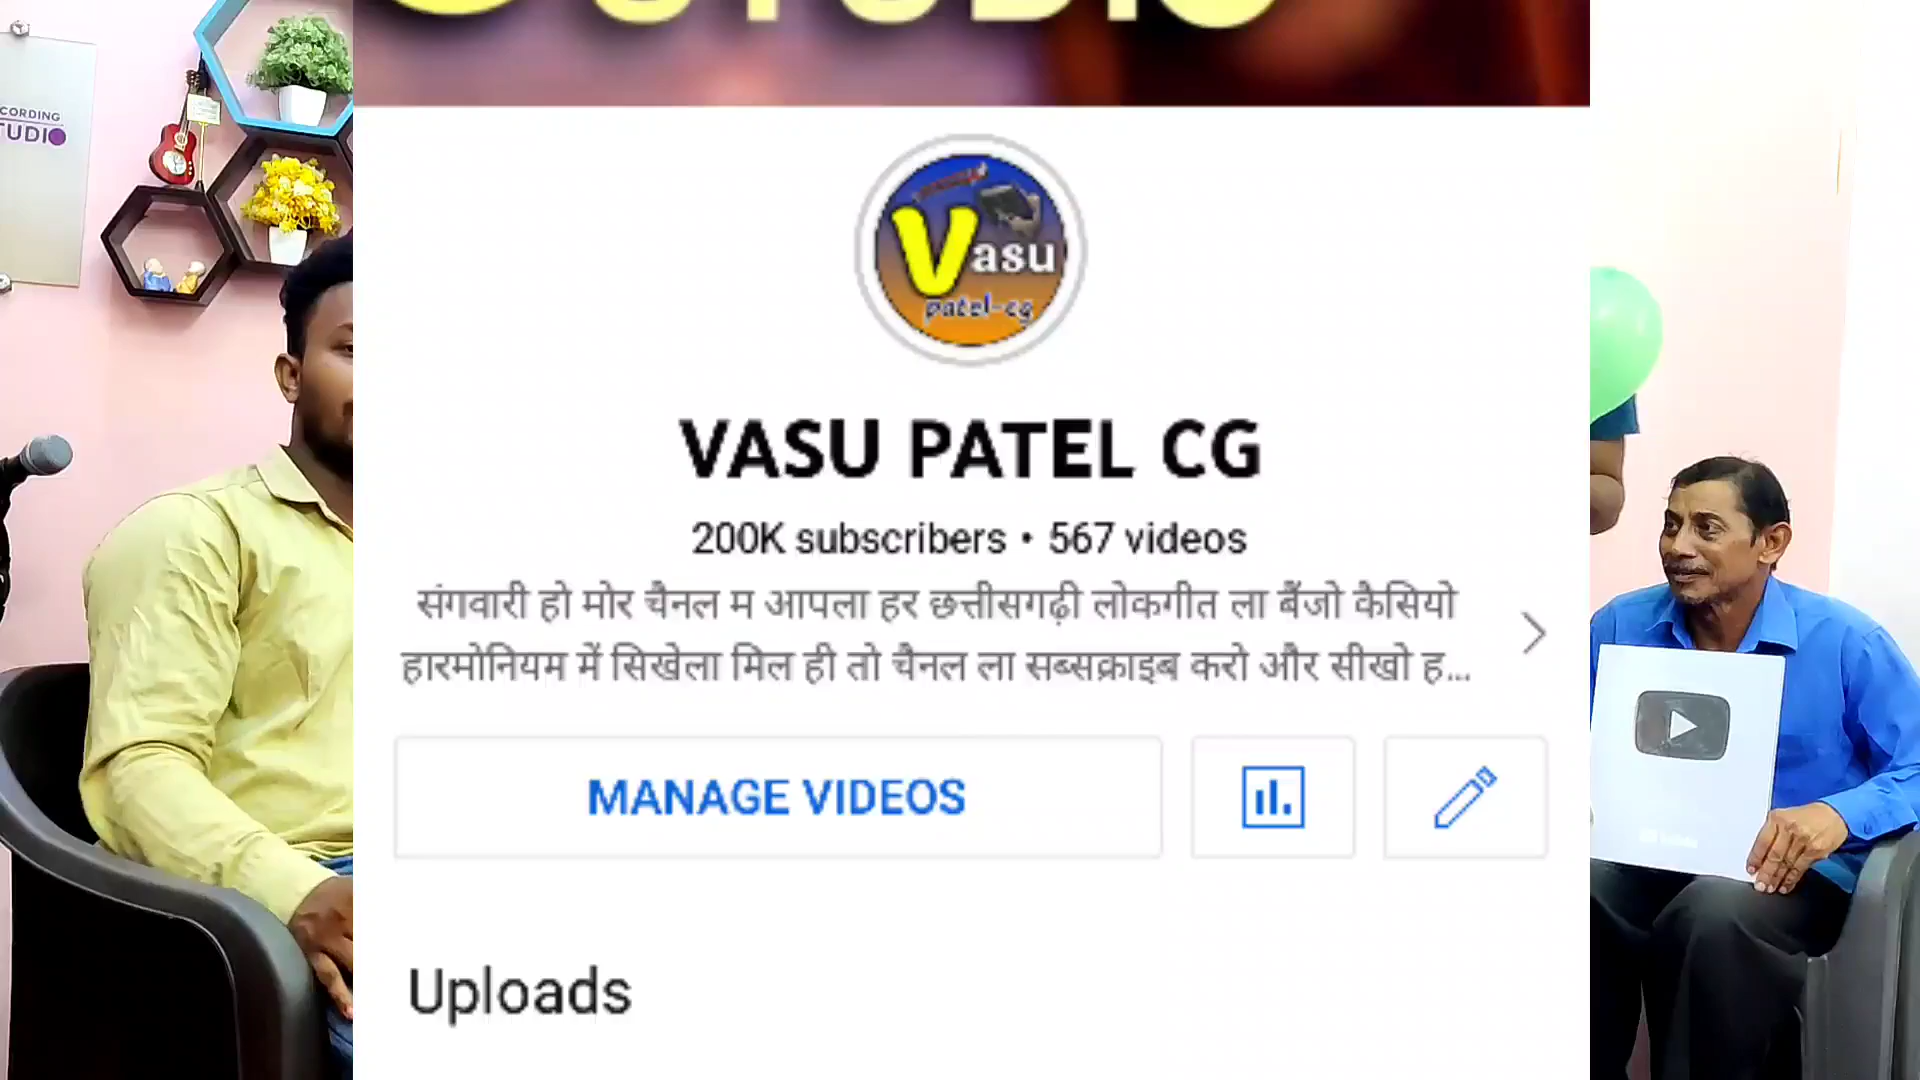 STUDIO
CORDING
TUDIO
Vasu
patel-cg
VASU PATEL CG
200K subscribers • 567 videos
संगवारी हो मोर चैनल म आपला हर छत्तीसगढ़ी लोकगीत ला बैंजो कैसियो
हारमोनियम में सिखेला मिल ही तो चैनल ला सब्सक्राइब करो और सीखो ह...
MANAGE VIDEOS
Uploads